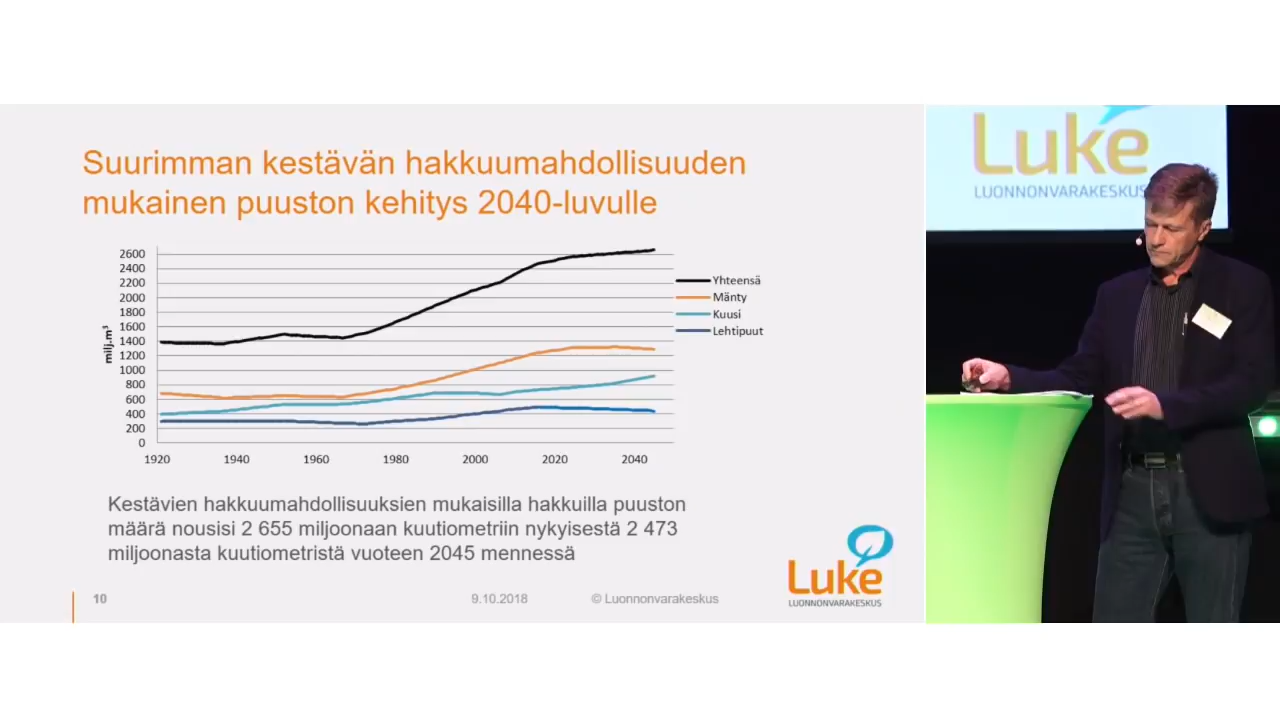 Suurimman kestävän hakkuumahdollisuuden
mukainen puuston kehitys 2040-luvulle
2600
2400
2200
2000
1800
1600
1400
1200
1000
800
600
400
200
0
milj.m³
1920
1940
1960
1980
2000
2020
2040
Yhteensä
Mänty
Kuusi
Lehtipuut
Kestävien hakkuumahdollisuuksien mukaisilla hakkuilla puuston
määrä nousisi 2 655 miljoonaan kuutiometriin nykyisestä 2 473
miljoonasta kuutiometristä vuoteen 2045 mennessä
10
9.10.2018
© Luonnonvarakeskus
Luke
LUONNONVARAKESKUS
Luke
LUONNONVARAKESKUS